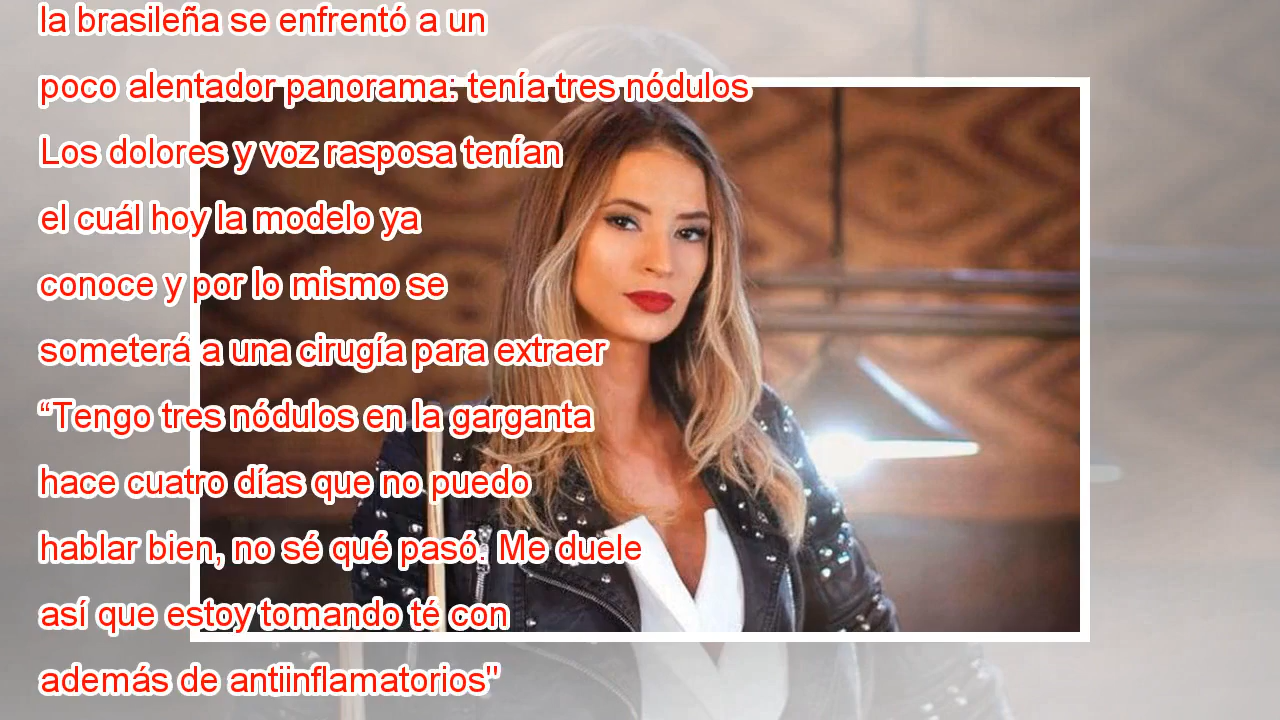 la brasileña se enfrentó a un
poco alentador panorama: tenía tres nódulos
Los dolores y voz rasposa tenían
el cuál hoy la modelo ya
conoce y por lo mismo se
someterá a una cirugía para extraer
“Tengo tres nódulos en la garganta
hace cuatro días que no puedo
hablar bien, no sé qué pasó. Me duele
así que estoy tomando té con
además de antiinflamatorios"